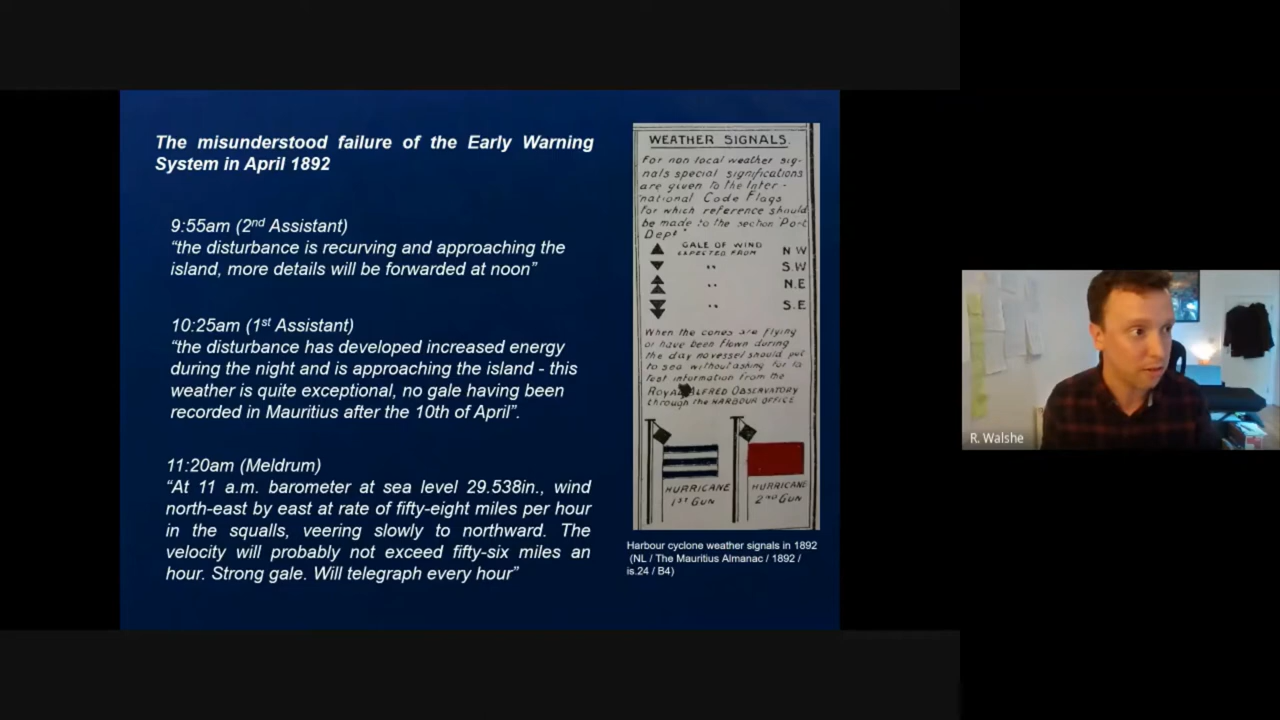 The misunderstood failure of the Early Warning
System in April 1892
9:55am (2nd Assistant)
“the disturbance is recurving and approaching the
island, more details will be forwarded at noon”
10:25am (1st Assistant)
“the disturbance has developed increased energy
during the night and is approaching the island - this
weather is quite exceptional, no gale having been
recorded in Mauritius after the 10th of April”.
11:20am (Meldrum)
“At 11 a.m. barometer at sea level 29.538in., wind
north-east by east at rate of fifty-eight miles per hour
in the squalls, veering slowly to northward. The
velocity will probably not exceed fifty-six miles an
hour. Strong gale. Will telegraph every hour”
WEATHER SIGNALS.
For non local weather sig-
nals special significations
are given to the Inter-
national Code Flags
for which reference should
be made to the section "Port
Dept"
GALE OF WIND
EXPECTED FROM N W
" S.W
" N.E
" S.E
When the cones are flying
or have been flown during
the day no vessel should put
to sea without asking for la
test information from the
ROYAL ALFRED OBSERVATORY
through the HARBOUR OFFICE
HURRICANE
1ST GUN
HURRICANE
2ND GUN
Harbour cyclone weather signals in 1892
(NL / The Mauritius Almanac / 1892 /
is.24 / B4)
R. Walshe